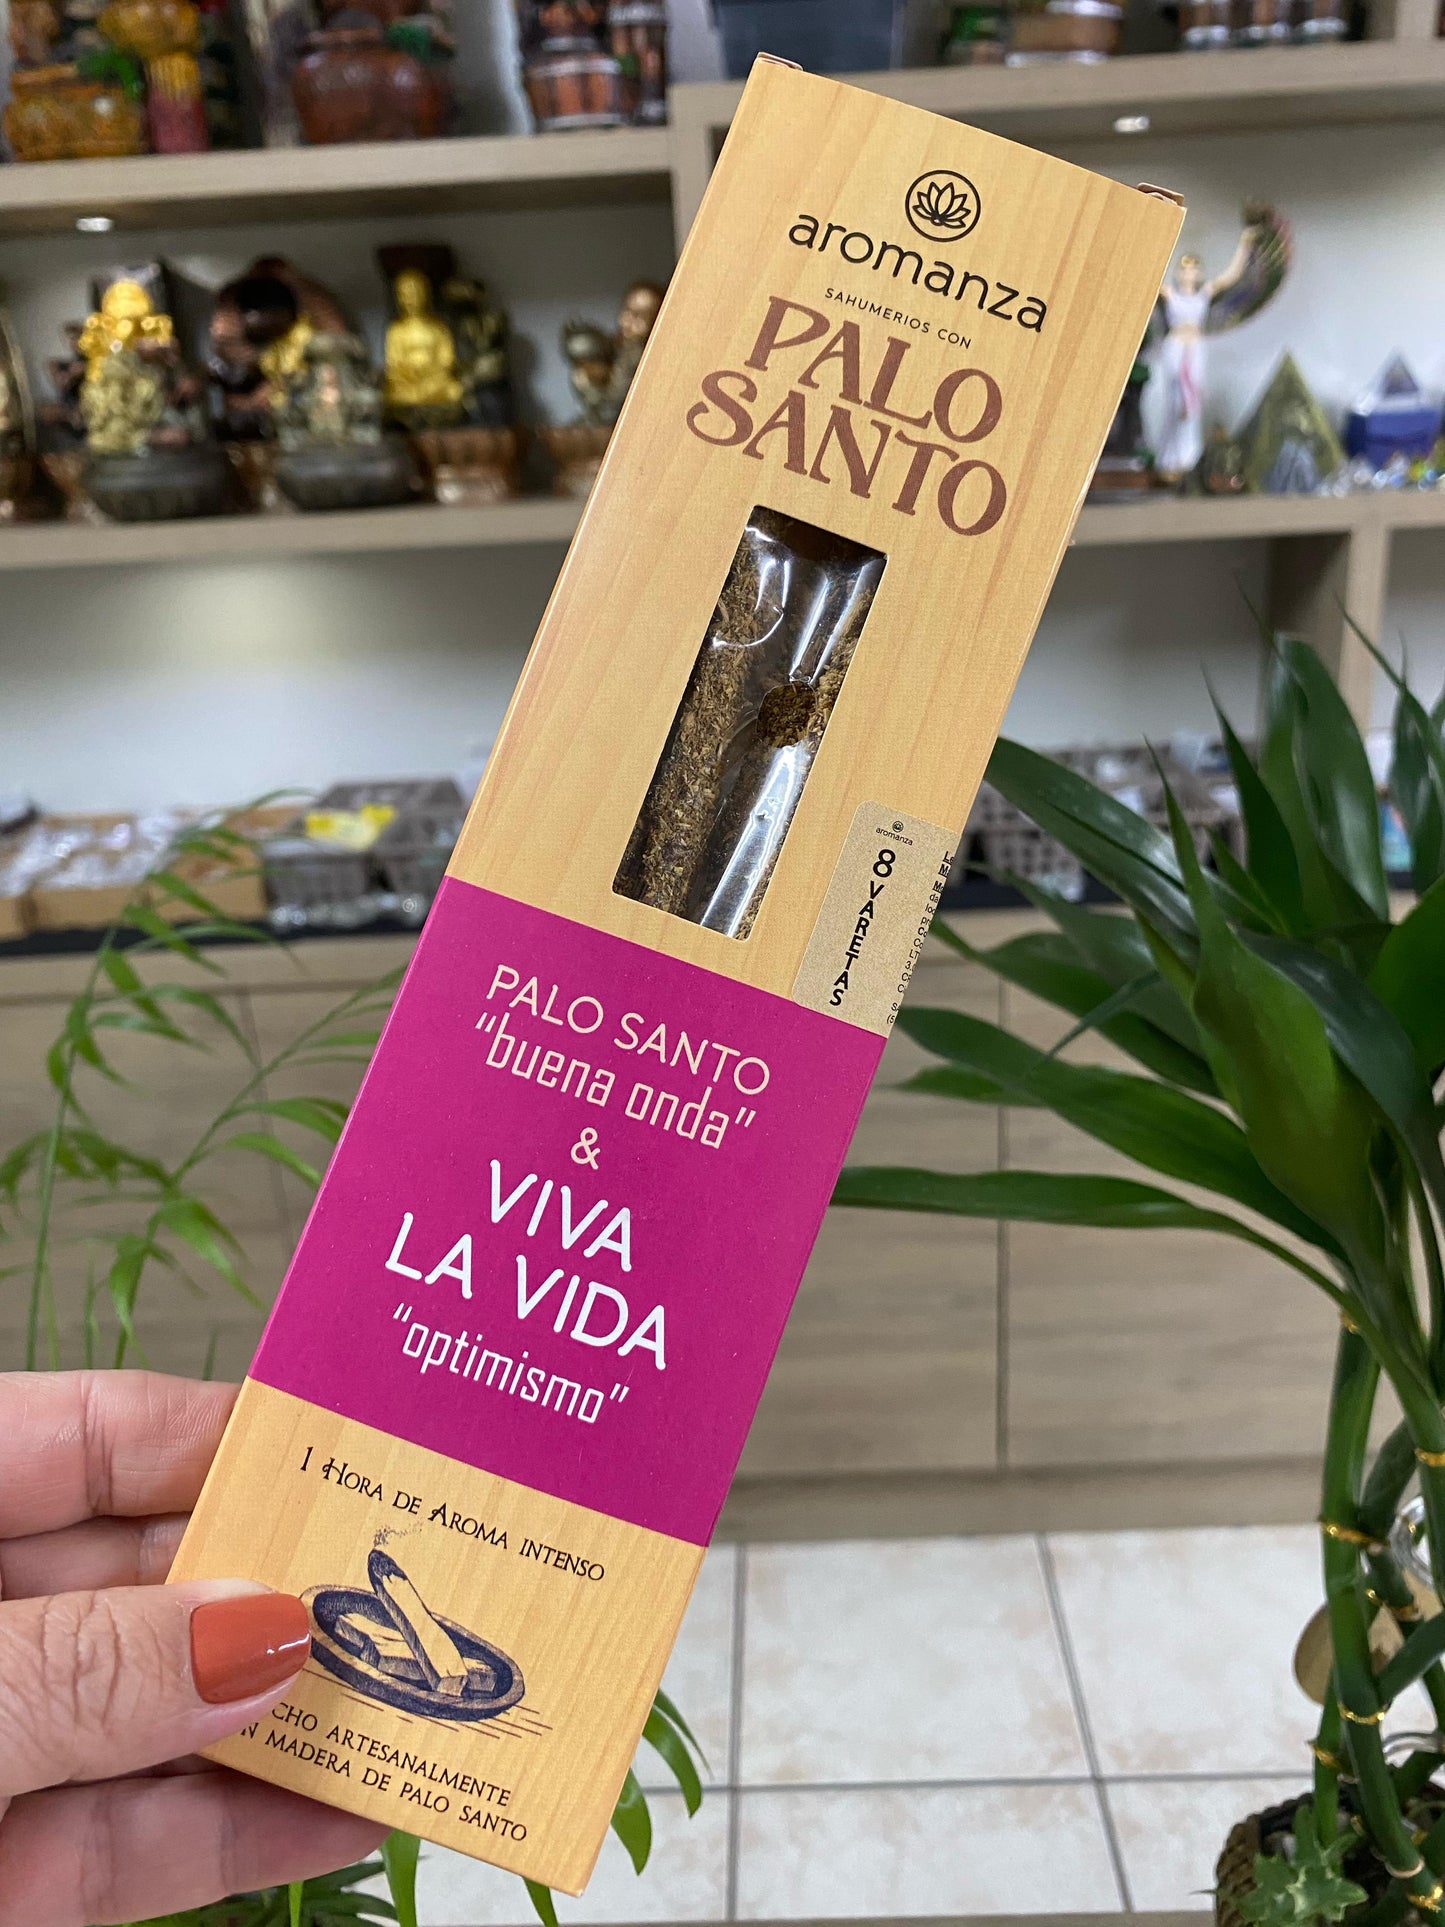 aromanza
SAHUMERIOS CON
PALO
SANTO
aromanza
8 VARETAS
PALO SANTO
"buena onda"
&
VIVA
LA VIDA
"optimismo"
1 HORA DE AROMA INTENSO
ARTESANALMENTE
MADERA DE PALO SANTO